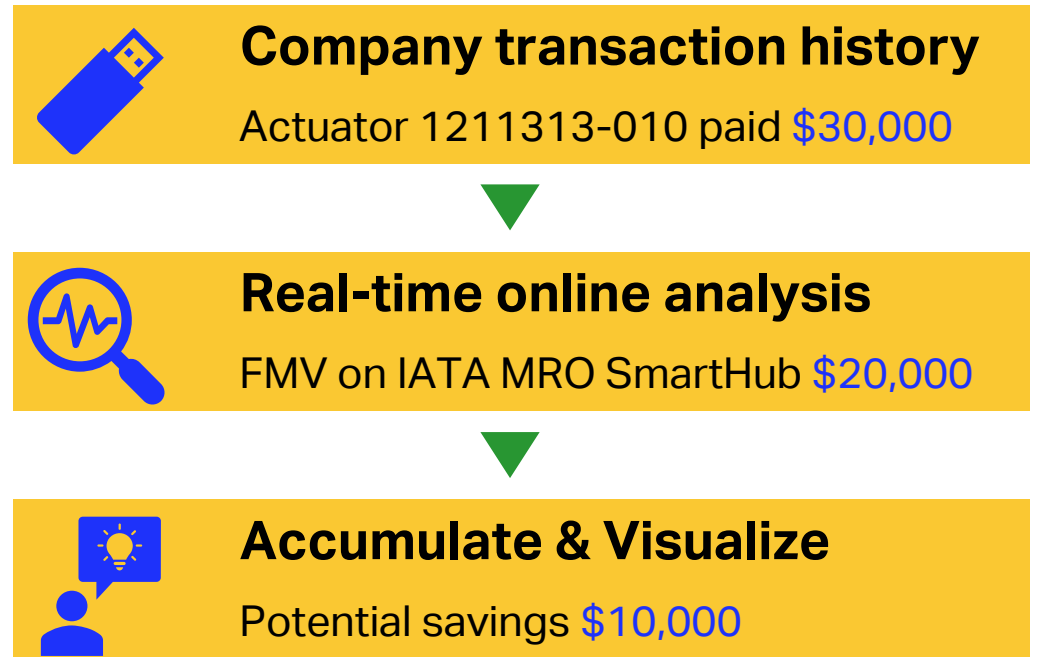 Company transaction history
Actuator 1211313-010 paid $30,000
Real-time online analysis
FMV on IATA MRO SmartHub $20,000
Accumulate & Visualize
Potential savings $10,000